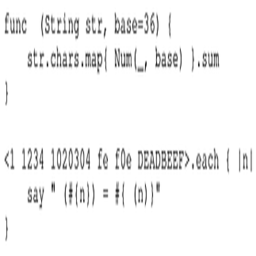 func (String str, base=36) {
str.chars.map{ Num(_, base) }.sum
}
<1 1234 1020304 fe f0e DEADBEEF>.each { |n|
say " (#{n}) = #{ (n)}"
}